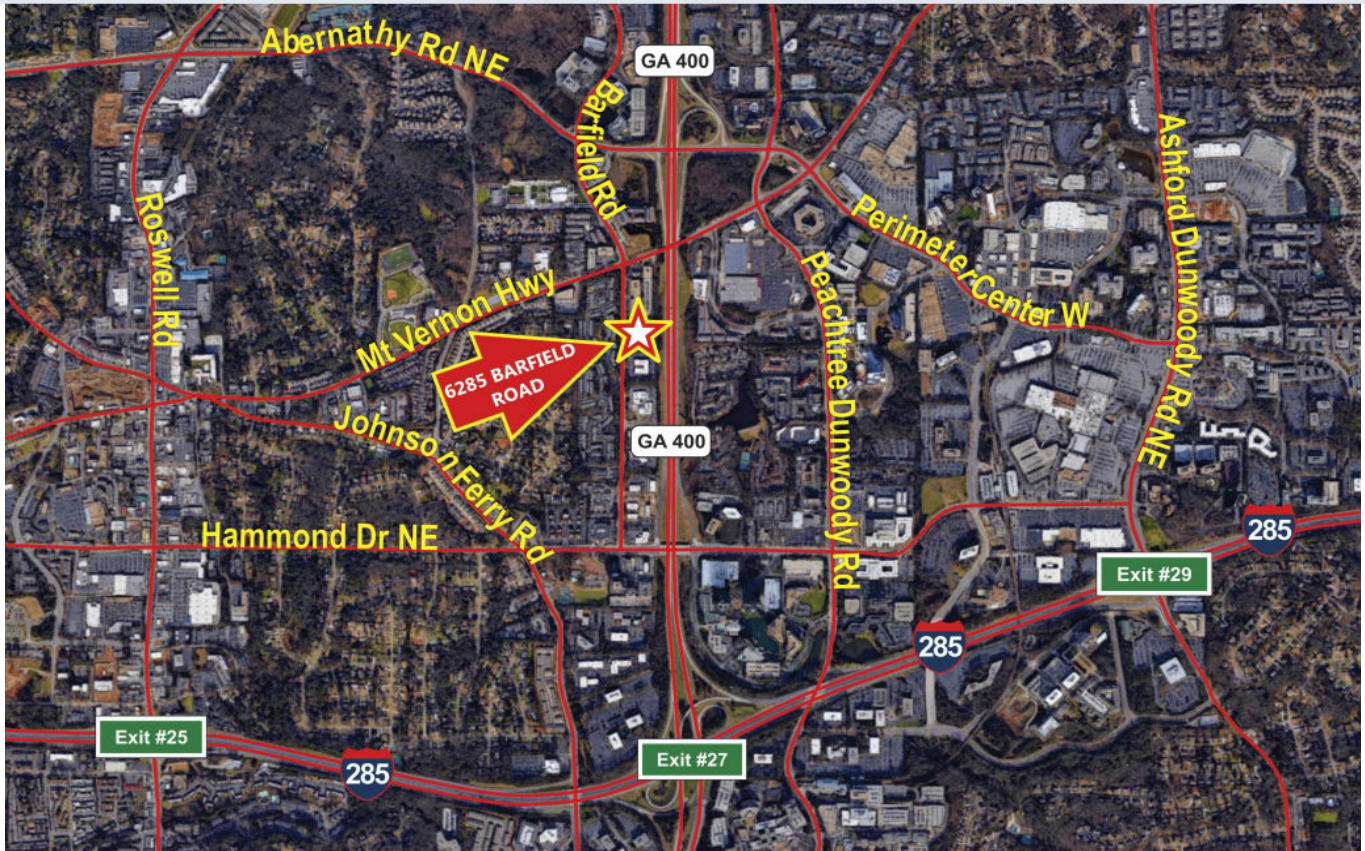 Abernathy Rd NE
GA 400
Barfield Rd
Ashford Dunwoody Rd NE
Roswell Rd
Perimeter Center W
Peachtree Dunwoody Rd
Mt Vernon Hwy
6285 BARFIELD
ROAD
Johnson Ferry Rd
GA 400
Hammond Dr NE
285
Exit #29
285
Exit #25
Exit #27
285